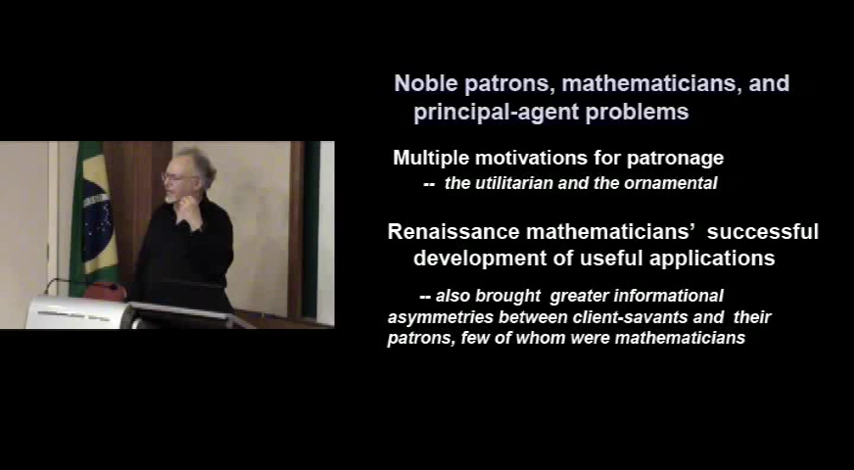 Noble patrons, mathematicians, and
principal-agent problems
Multiple motivations for patronage
-- the utilitarian and the ornamental
Renaissance mathematicians’ successful
development of useful applications
-- also brought greater informational
asymmetries between client-savants and their
patrons, few of whom were mathematicians